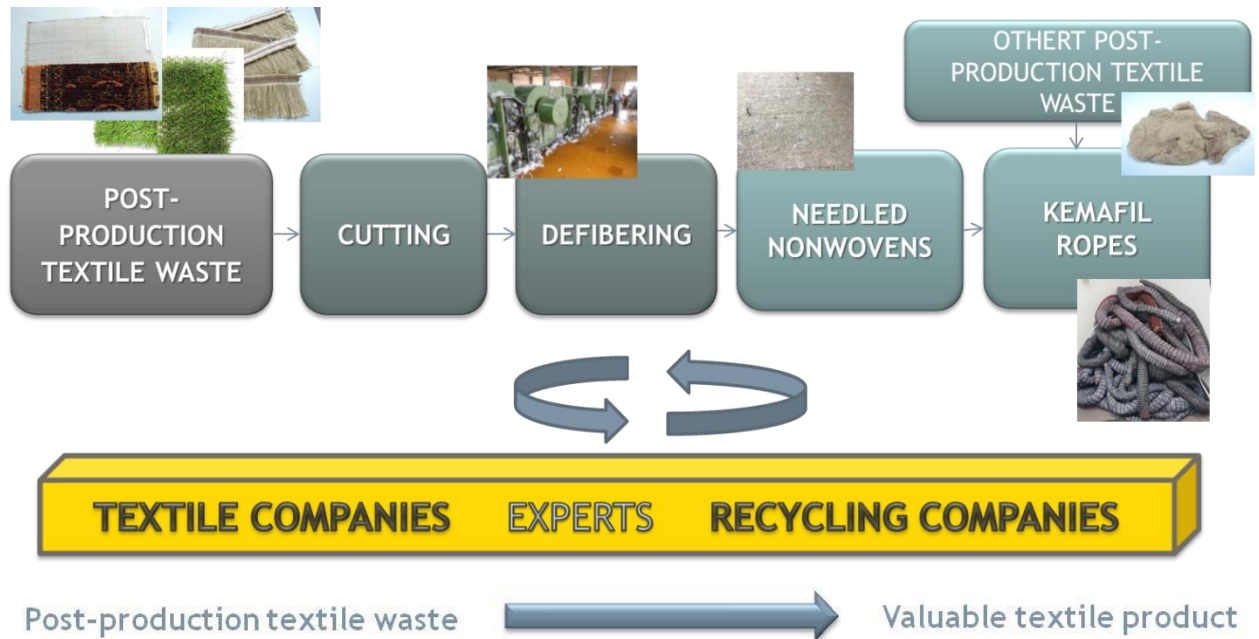 OTHERT POST-
PRODUCTION TEXTILE
WASTE
POST-
PRODUCTION
TEXTILE WASTE
CUTTING
DEFIBERING
NEEDLED
NONWOVENS
KEMAFIL
ROPES
TEXTILE COMPANIES EXPERTS RECYCLING COMPANIES
Post-production textile waste Valuable textile product